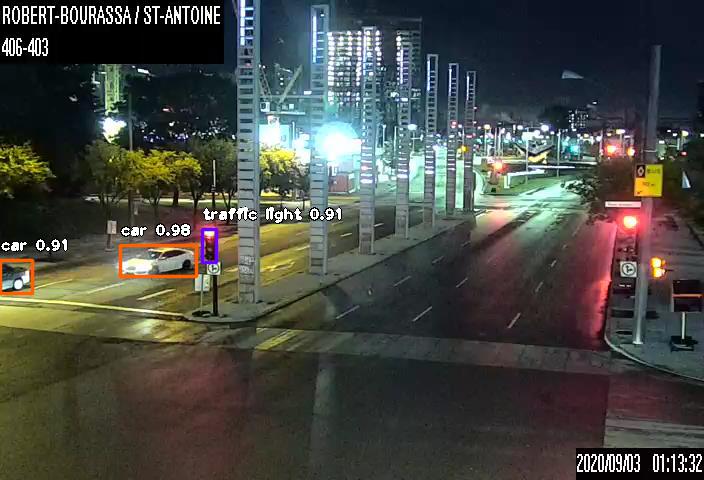 ROBERT-BOURASSA / ST-ANTOINE
406-403
traffic light 0.91
car 0.98
car 0.91
BUS
2020/09/03 01:13:32